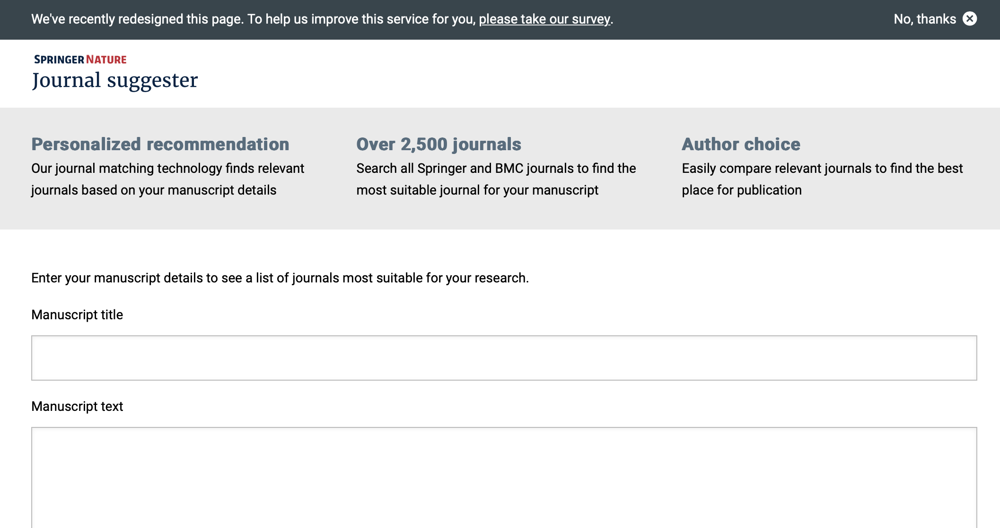 We've recently redesigned this page. To help us improve this service for you, please take our survey.
No, thanks
SPRINGER NATURE
Journal suggester
Personalized recommendation
Our journal matching technology finds relevant
journals based on your manuscript details
Over 2,500 journals
Search all Springer and BMC journals to find the
most suitable journal for your manuscript
Author choice
Easily compare relevant journals to find the best
place for publication
Enter your manuscript details to see a list of journals most suitable for your research.
Manuscript title
Manuscript text